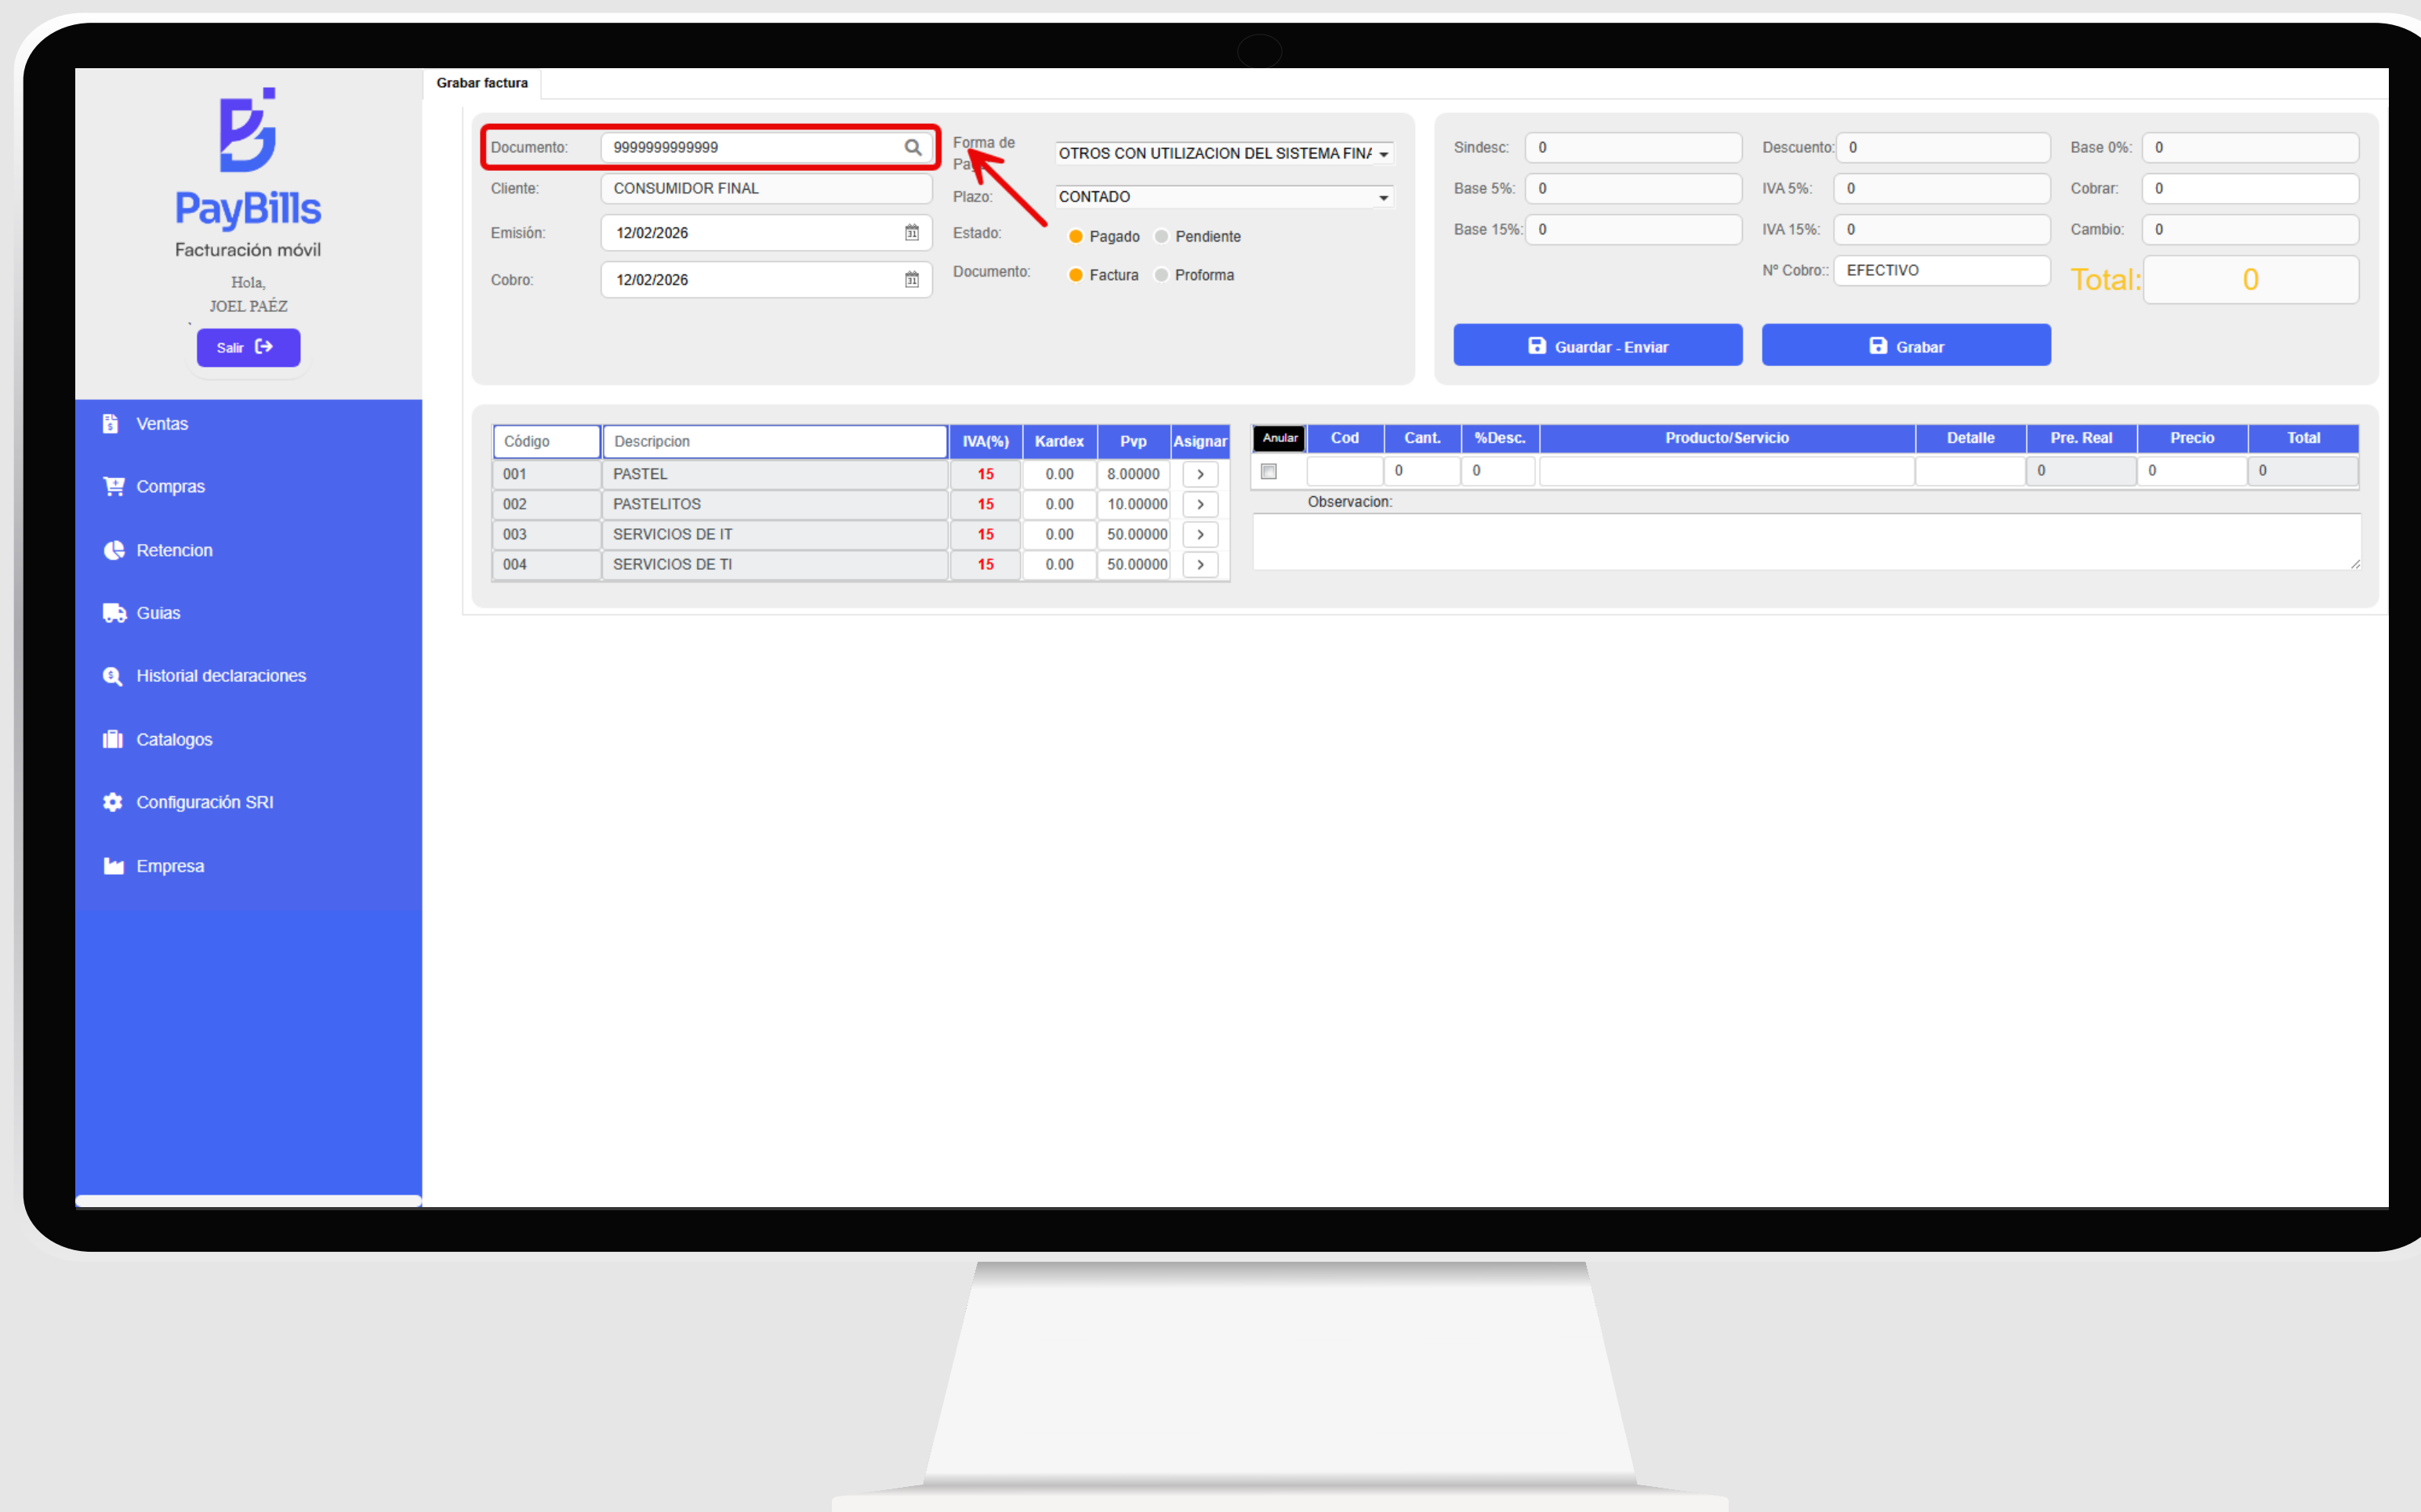 PayBills
Facturación móvil
Hola,
JOEL PAÉZ
Salir
Ventas
Compras
Retencion
Guias
Historial declaraciones
Catalogos
Configuración SRI
Empresa
Grabar factura
Documento: 9999999999999
Cliente: CONSUMIDOR FINAL
Emisión: 12/02/2026
Cobro: 12/02/2026
Forma de
OTROS CON UTILIZACION DEL SISTEMA FINA
Plazo: CONTADO
Estado: Pagado Pendiente
Documento: Factura Proforma
Sindesc: 0 Descuento: 0 Base 0%: 0
Base 5%: 0 IVA 5%: 0 Cobrar: 0
Base 15%: 0 IVA 15%: 0 Cambio: 0
Nº Cobro:: EFECTIVO Total: 0
Guardar - Enviar Grabar
Código Descripcion IVA(%) Kardex Pvp Asignar
001 PASTEL 15 0.00 8.00000 >
002 PASTELITOS 15 0.00 10.00000 >
003 SERVICIOS DE IT 15 0.00 50.00000 >
004 SERVICIOS DE TI 15 0.00 50.00000 >
Anular Cod Cant. %Desc. Producto/Servicio Detalle Pre. Real Precio Total
0 0 0 0 0
Observacion: